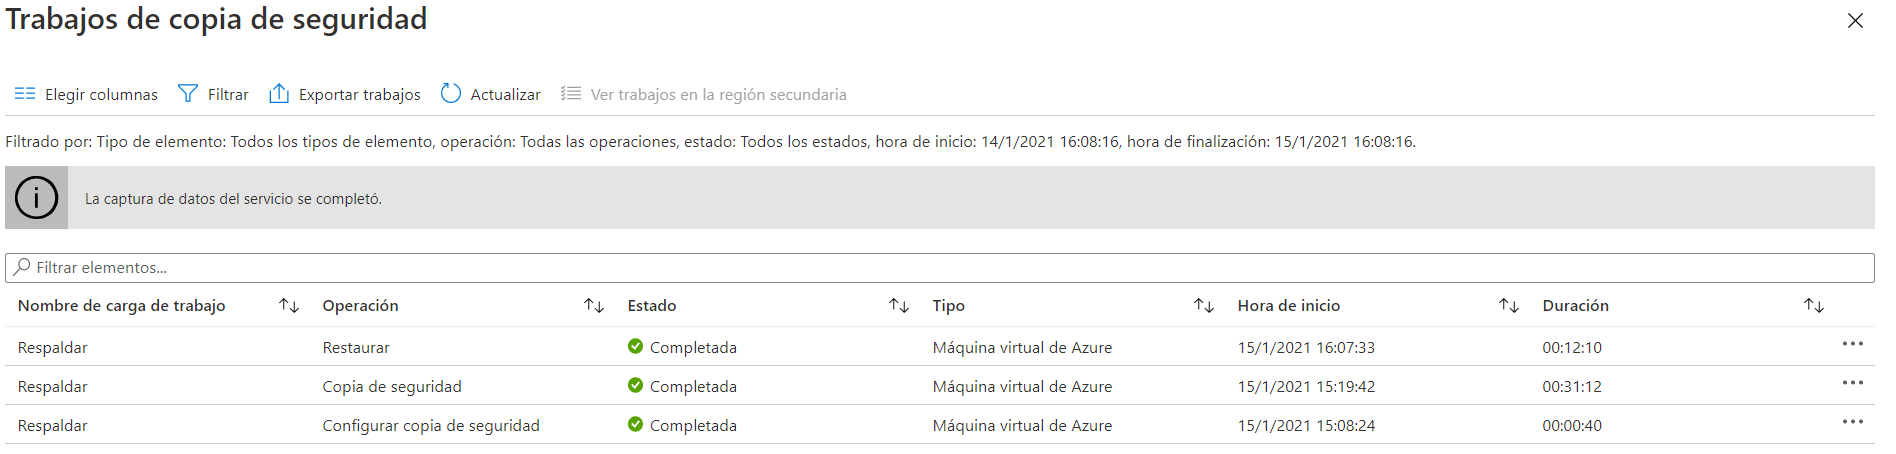 Trabajos de copia de seguridad
Elegir columnas Filtrar Exportar trabajos Actualizar Ver trabajos en la región secundaria
Filtrado por: Tipo de elemento: Todos los tipos de elemento, operación: Todas las operaciones, estado: Todos los estados, hora de inicio: 14/1/2021 16:08:16, hora de finalización: 15/1/2021 16:08:16.
La captura de datos del servicio se completó.
Filtrar elementos...
Nombre de carga de trabajo Operación Estado Tipo Hora de inicio Duración
Respaldar Restaurar Completada Máquina virtual de Azure 15/1/2021 16:07:33 00:12:10
Respaldar Copia de seguridad Completada Máquina virtual de Azure 15/1/2021 15:19:42 00:31:12
Respaldar Configurar copia de seguridad Completada Máquina virtual de Azure 15/1/2021 15:08:24 00:00:40